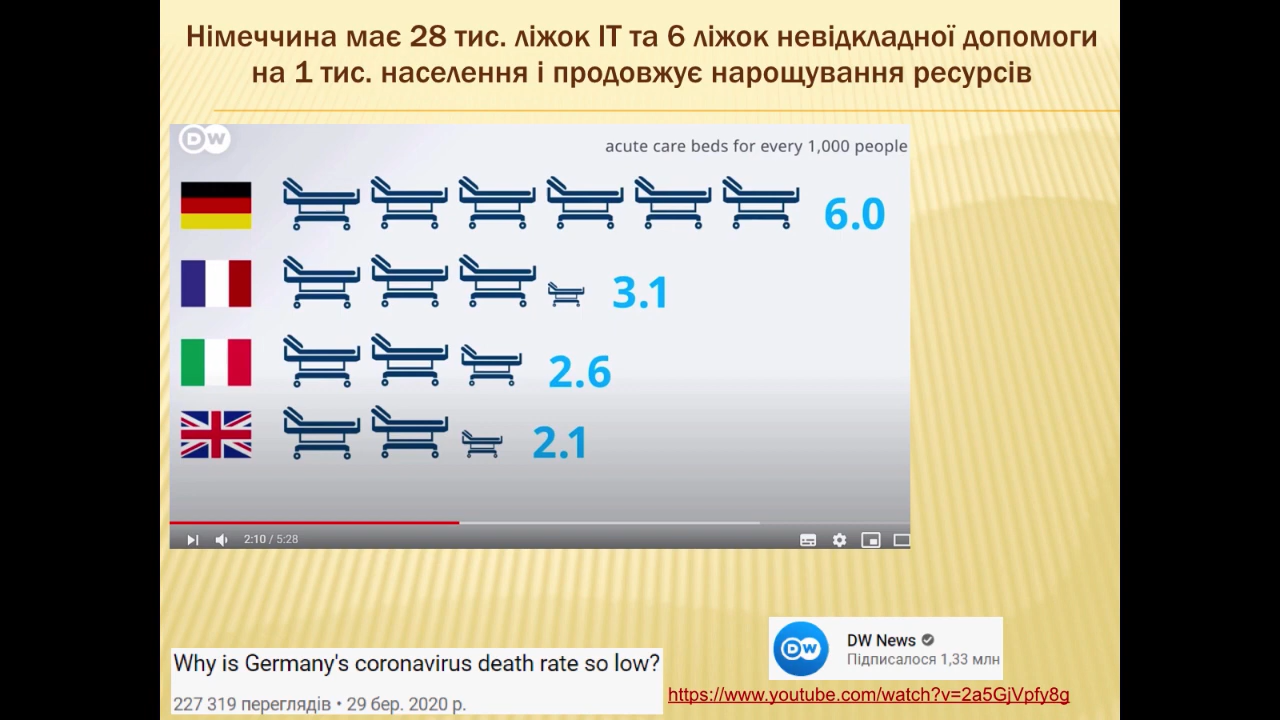 Німеччина має 28 тис. ліжок ІТ та 6 ліжок невідкладної допомоги
на 1 тис. населення і продовжує нарощування ресурсів
DW
acute care beds for every 1,000 people
6.0
3.1
2.6
2.1
2:10 / 5:28
DW
DW News
Підписалося 1,33 млн
Why is Germany's coronavirus death rate so low?
227 319 переглядів • 29 бер. 2020 р.
https://www.youtube.com/watch?v=2a5GjVpfy8g